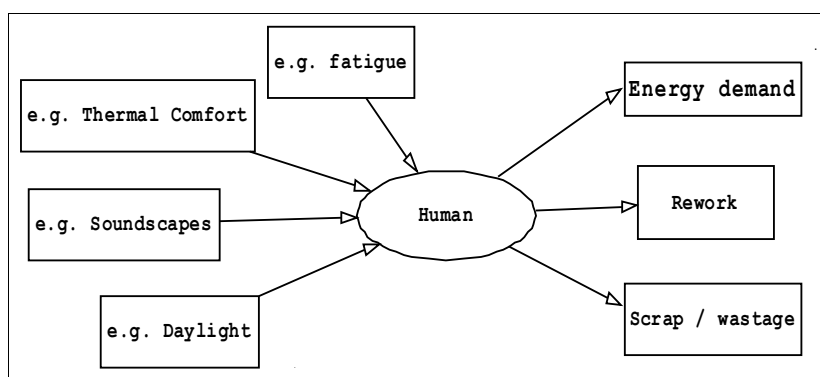 e.g. fatigue
e.g. Thermal Comfort
e.g. Soundscapes
e.g. Daylight
Human
Energy demand
Rework
Scrap / wastage